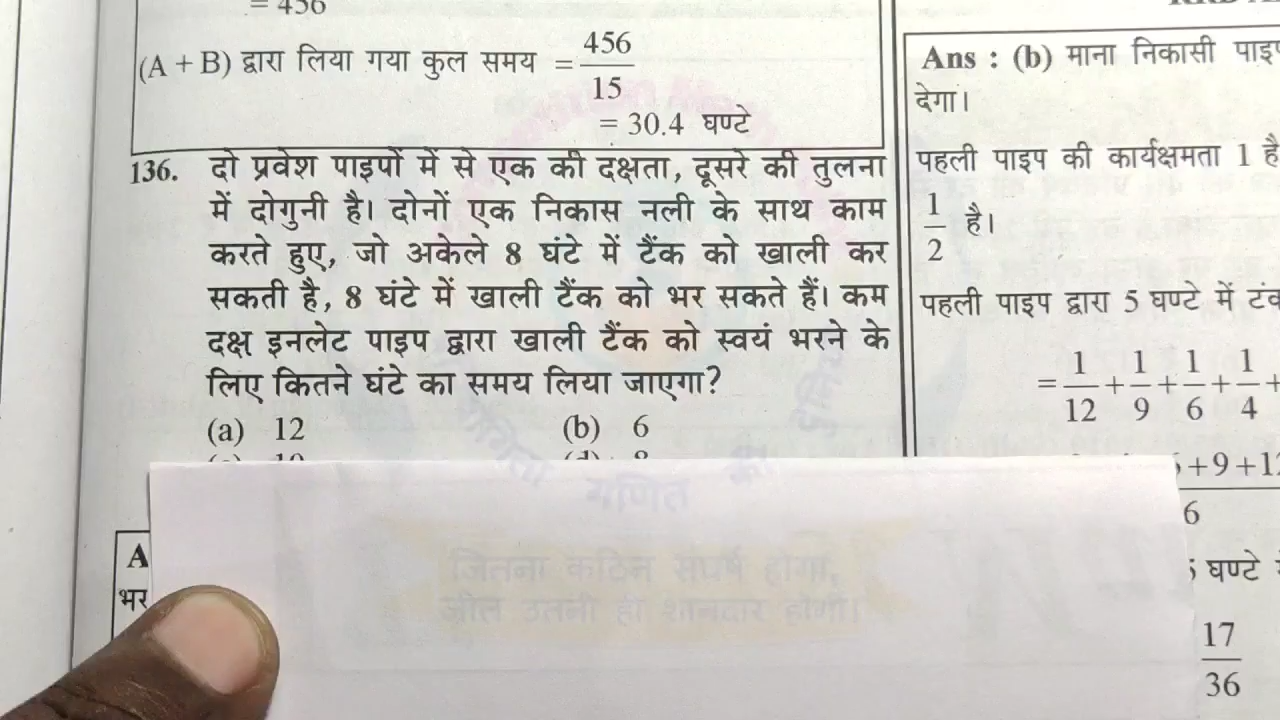 = 456
(A + B) द्वारा लिया गया कुल समय = 456/15
= 30.4 घण्टे
136. दो प्रवेश पाइपों में से एक की दक्षता, दूसरे की तुलना
में दोगुनी है। दोनों एक निकास नली के साथ काम
करते हुए, जो अकेले 8 घंटे में टैंक को खाली कर
सकती है, 8 घंटे में खाली टैंक को भर सकते हैं। कम
दक्ष इनलेट पाइप द्वारा खाली टैंक को स्वयं भरने के
लिए कितने घंटे का समय लिया जाएगा?
(a) 12 (b) 6
A
भर
जितना कठिन संघर्ष होगा,
जीत उतनी ही शानदार होगी।
Ans : (b) माना निकासी
देगा।
पहली पाइप की कार्यक्षमता 1 है
1/2 है।
पहली पाइप द्वारा 5 घण्टे में
= 1/12 + 1/9 + 1/6 + 1/4 +
+9+1
6
घण्टे
17/36